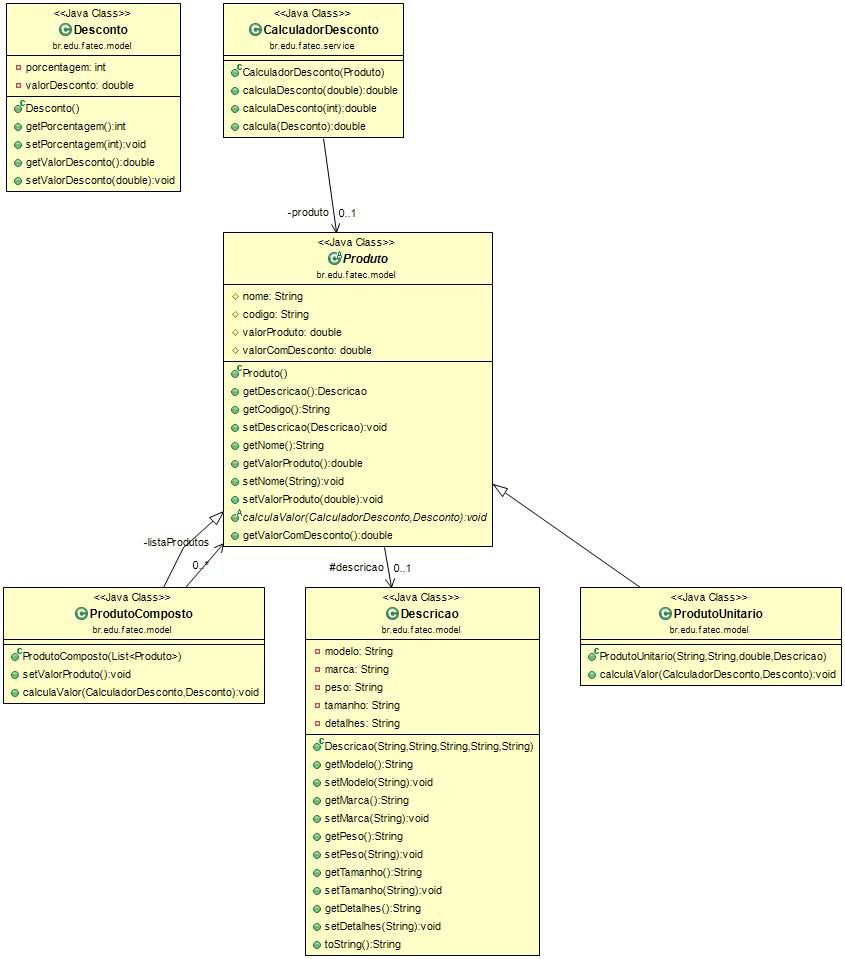 <<Java Class>>
Desconto
br.edu.fatec.model
porcentagem: int
valorDesconto: double
Desconto()
getPorcentagem():int
setPorcentagem(int):void
getValorDesconto():double
setValorDesconto(double):void
<<Java Class>>
CalculadorDesconto
br.edu.fatec.service
CalculadorDesconto(Produto)
calculaDesconto(double):double
calculaDesconto(int):double
calcula(Desconto):double
-produto 0..1
<<Java Class>>
Produto
br.edu.fatec.model
nome: String
codigo: String
valorProduto: double
valorComDesconto: double
Produto()
getDescricao():Descricao
getCodigo():String
setDescricao(Descricao):void
getNome():String
getValorProduto():double
setNome(String):void
setValorProduto(double):void
calculaValor(CalculadorDesconto,Desconto):void
getValorComDesconto():double
-listaProdutos
0..*
#descricao 0..1
<<Java Class>>
ProdutoComposto
br.edu.fatec.model
ProdutoComposto(List<Produto>)
setValorProduto():void
calculaValor(CalculadorDesconto,Desconto):void
<<Java Class>>
Descricao
br.edu.fatec.model
modelo: String
marca: String
peso: String
tamanho: String
detalhes: String
Descricao(String,String,String,String,String)
getModelo():String
setModelo(String):void
getMarca():String
setMarca(String):void
getPeso():String
setPeso(String):void
getTamanho():String
setTamanho(String):void
getDetalhes():String
setDetalhes(String):void
toString():String
<<Java Class>>
ProdutoUnitario
br.edu.fatec.model
ProdutoUnitario(String,String,double,Descricao)
calculaValor(CalculadorDesconto,Desconto):void